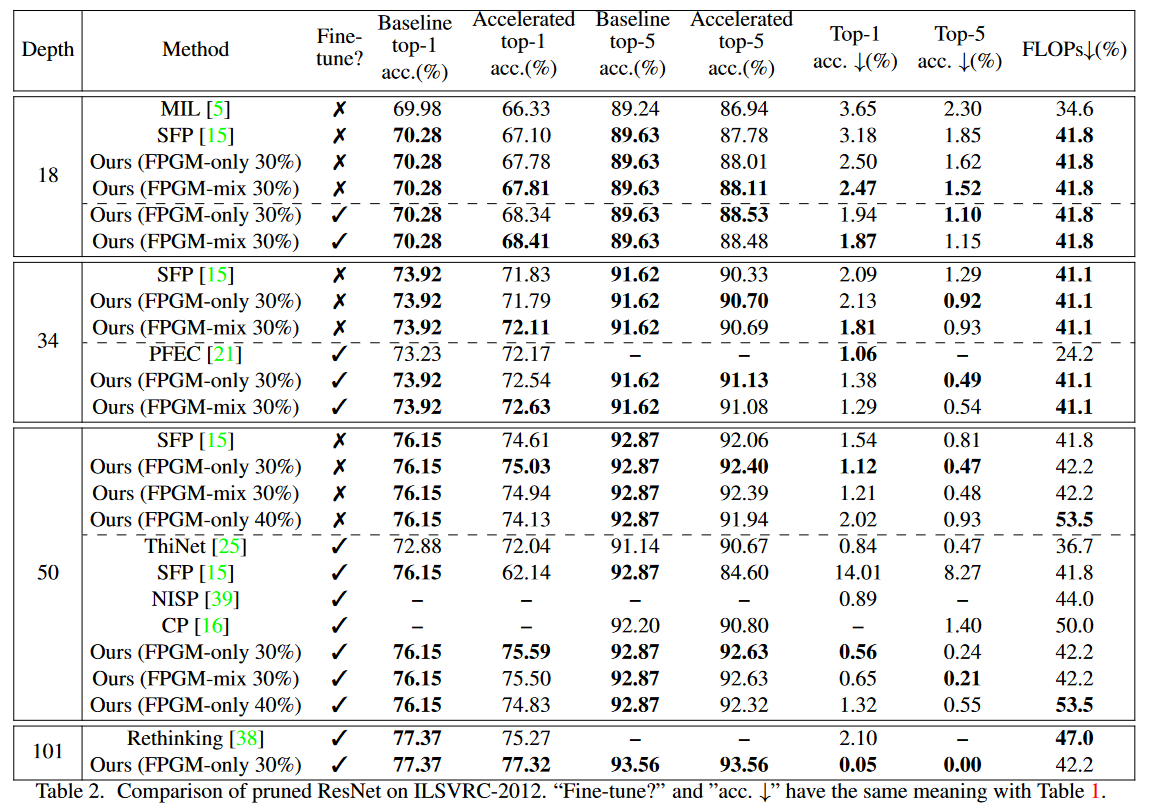 Depth Method Fine-tune? Baseline top-1 acc.(%) Accelerated top-1 acc.(%) Baseline top-5 acc.(%) Accelerated top-5 acc.(%) Top-1 acc. ↓(%) Top-5 acc. ↓(%) FLOPs↓(%)
18
MIL [5] ✗ 69.98 66.33 89.24 86.94 3.65 2.30 34.6
SFP [15] ✗ 70.28 67.10 89.63 87.78 3.18 1.85 41.8
Ours (FPGM-only 30%) ✗ 70.28 67.78 89.63 88.01 2.50 1.62 41.8
Ours (FPGM-mix 30%) ✗ 70.28 67.81 89.63 88.11 2.47 1.52 41.8
Ours (FPGM-only 30%) ✓ 70.28 68.34 89.63 88.53 1.94 1.10 41.8
Ours (FPGM-mix 30%) ✓ 70.28 68.41 89.63 88.48 1.87 1.15 41.8
34
SFP [15] ✗ 73.92 71.83 91.62 90.33 2.09 1.29 41.1
Ours (FPGM-only 30%) ✗ 73.92 71.79 91.62 90.70 2.13 0.92 41.1
Ours (FPGM-mix 30%) ✗ 73.92 72.11 91.62 90.69 1.81 0.93 41.1
PFEC [21] ✓ 73.23 72.17 – – 1.06 – 24.2
Ours (FPGM-only 30%) ✓ 73.92 72.54 91.62 91.13 1.38 0.49 41.1
Ours (FPGM-mix 30%) ✓ 73.92 72.63 91.62 91.08 1.29 0.54 41.1
50
SFP [15] ✗ 76.15 74.61 92.87 92.06 1.54 0.81 41.8
Ours (FPGM-only 30%) ✗ 76.15 75.03 92.87 92.40 1.12 0.47 42.2
Ours (FPGM-mix 30%) ✗ 76.15 74.94 92.87 92.39 1.21 0.48 42.2
Ours (FPGM-only 40%) ✗ 76.15 74.13 92.87 91.94 2.02 0.93 53.5
ThiNet [25] ✓ 72.88 72.04 91.14 90.67 0.84 0.47 36.7
SFP [15] ✓ 76.15 62.14 92.87 84.60 14.01 8.27 41.8
NISP [39] ✓ – – – – 0.89 – 44.0
CP [16] ✓ – – 92.20 90.80 – 1.40 50.0
Ours (FPGM-only 30%) ✓ 76.15 75.59 92.87 92.63 0.56 0.24 42.2
Ours (FPGM-mix 30%) ✓ 76.15 75.50 92.87 92.63 0.65 0.21 42.2
Ours (FPGM-only 40%) ✓ 76.15 74.83 92.87 92.32 1.32 0.55 53.5
101
Rethinking [38] ✓ 77.37 75.27 – – 2.10 – 47.0
Ours (FPGM-only 30%) ✓ 77.37 77.32 93.56 93.56 0.05 0.00 42.2
Table 2. Comparison of pruned ResNet on ILSVRC-2012. “Fine-tune?” and ”acc. ↓” have the same meaning with Table 1.